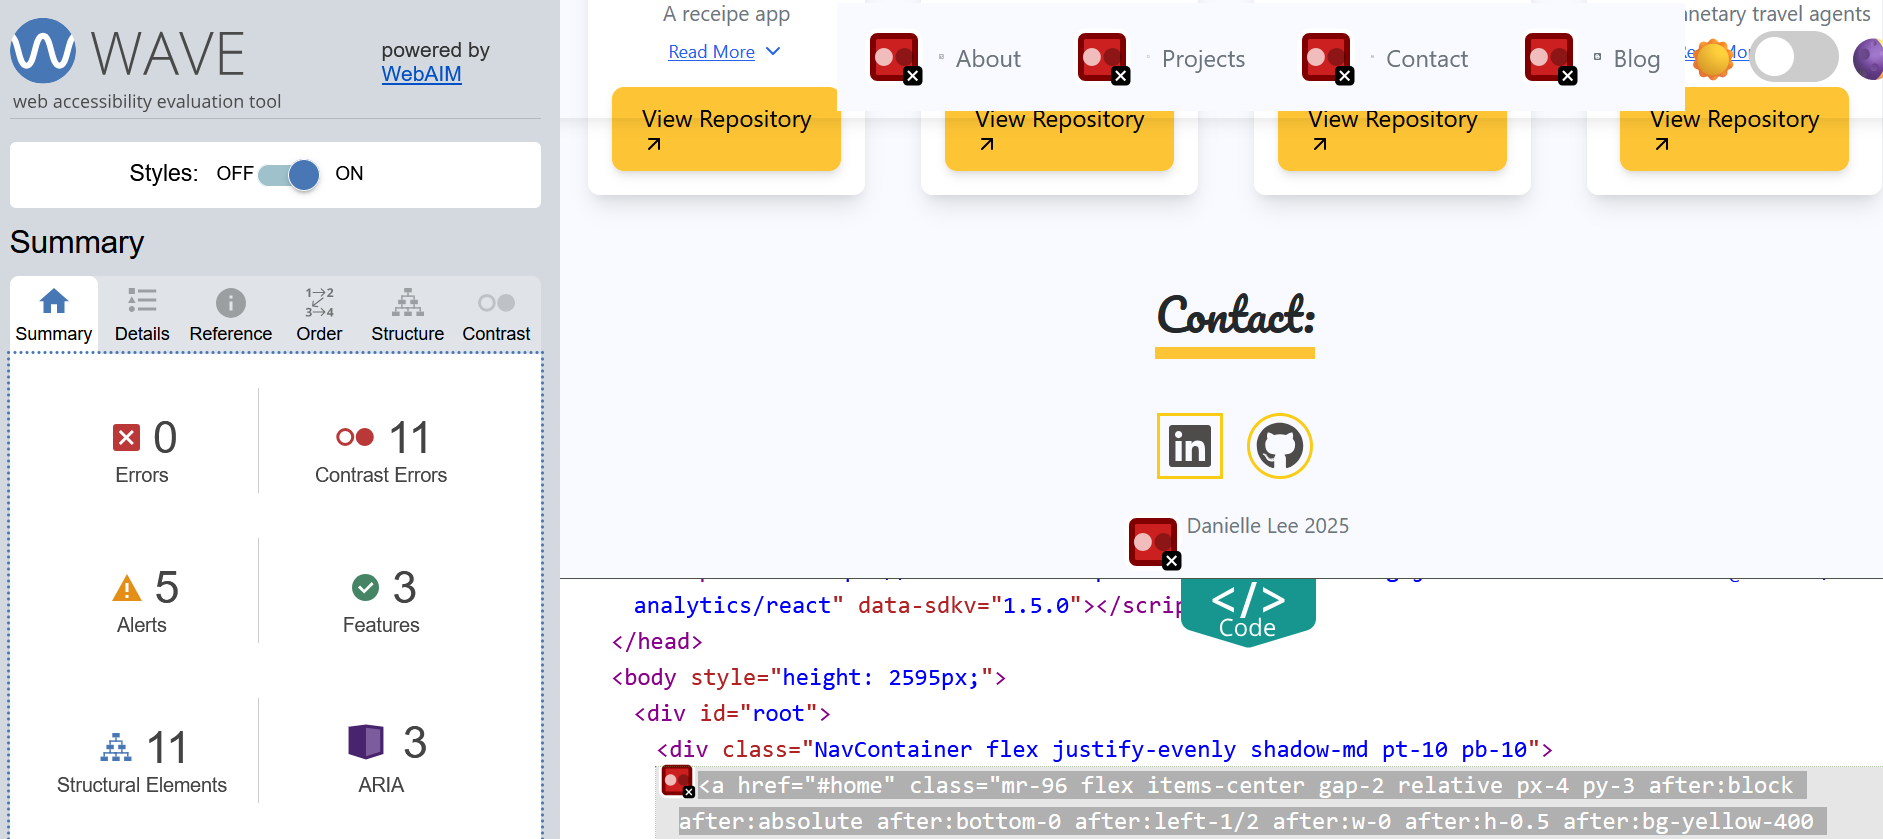 WAVE
powered by
WebAIM
web accessibility evaluation tool
Styles: OFF ON
Summary
Summary Details Reference Order Structure Contrast
0 Errors
11 Contrast Errors
5 Alerts
3 Features
11 Structural Elements
3 ARIA
A receipe app
Read More
About
Projects
Contact
Blog
netary travel agents
View Repository
View Repository
View Repository
View Repository
Contact:
in
Danielle Lee 2025
</> Code
analytics/react" data-sdkv="1.5.0"></scrip
</head>
<body style="height: 2595px;">
<div id="root">
<div class="NavContainer flex justify-evenly shadow-md pt-10 pb-10">
<a href="#home" class="mr-96 flex items-center gap-2 relative px-4 py-3 after:block
after:absolute after:bottom-0 after:left-1/2 after:w-0 after:h-0.5 after:bg-yellow-400